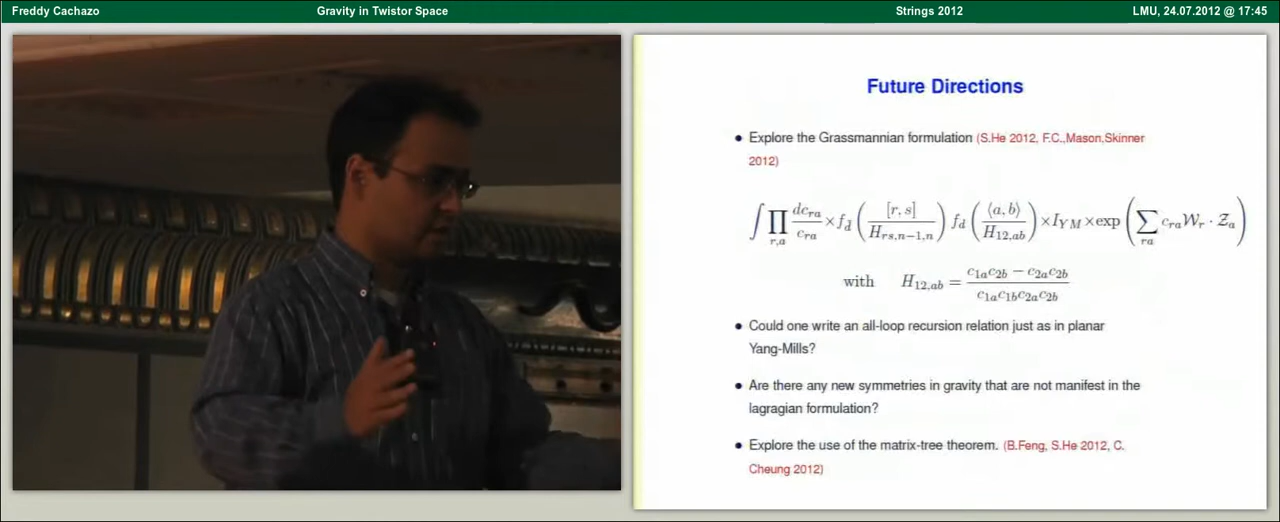 Freddy Cachazo Gravity in Twistor Space Strings 2012 LMU, 24.07.2012 @ 17:45
Future Directions
• Explore the Grassmannian formulation (S.He 2012, F.C.,Mason,Skinner
2012)
∫ ∏_{r,a} dc_{ra}/c_{ra} × f_d ( [r, s] / H_{rs,n−1,n} ) f_d ( ⟨a, b⟩ / H_{12,ab} ) × I_{YM} × exp ( ∑_{ra} c_{ra} 𝒲_r · 𝒵_a )
with H_{12,ab} = (c_{1a}c_{2b} − c_{2a}c_{2b}) / (c_{1a}c_{1b}c_{2a}c_{2b})
• Could one write an all-loop recursion relation just as in planar
Yang-Mills?
• Are there any new symmetries in gravity that are not manifest in the
lagragian formulation?
• Explore the use of the matrix-tree theorem. (B.Feng, S.He 2012, C.
Cheung 2012)